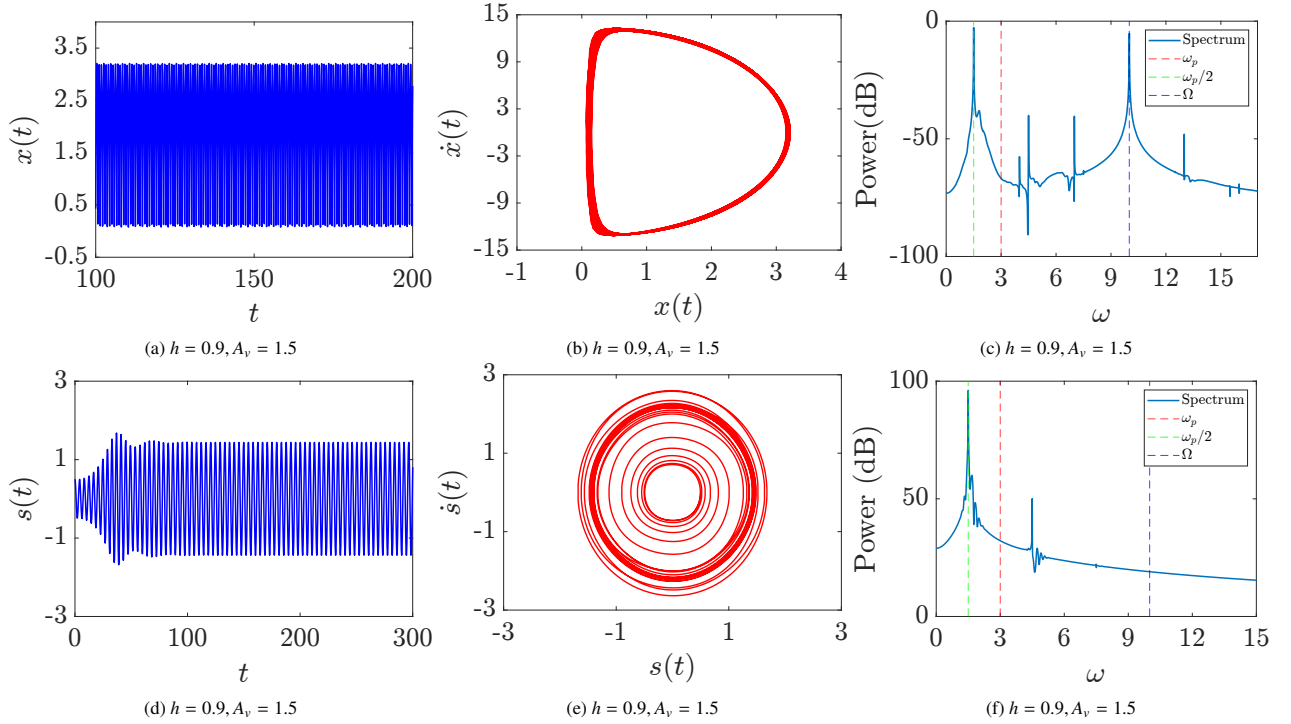 3.5
2.5
1.5
0.5
-0.5
x(t)
100
150
200
t
(a) h = 0.9, A_v = 1.5
15
9
3
-3
-9
-15
ẋ(t)
-1
0
1
2
3
4
x(t)
(b) h = 0.9, A_v = 1.5
0
-50
-100
Power(dB)
Spectrum
ω_p
ω_p/2
Ω
0
3
6
9
12
15
ω
(c) h = 0.9, A_v = 1.5
3
1
-1
-3
s(t)
0
100
200
300
t
(d) h = 0.9, A_v = 1.5
3
1
-1
-3
ṡ(t)
-3
-1
1
3
s(t)
(e) h = 0.9, A_v = 1.5
100
50
0
Power (dB)
Spectrum
ω_p
ω_p/2
Ω
0
3
6
9
12
15
ω
(f) h = 0.9, A_v = 1.5